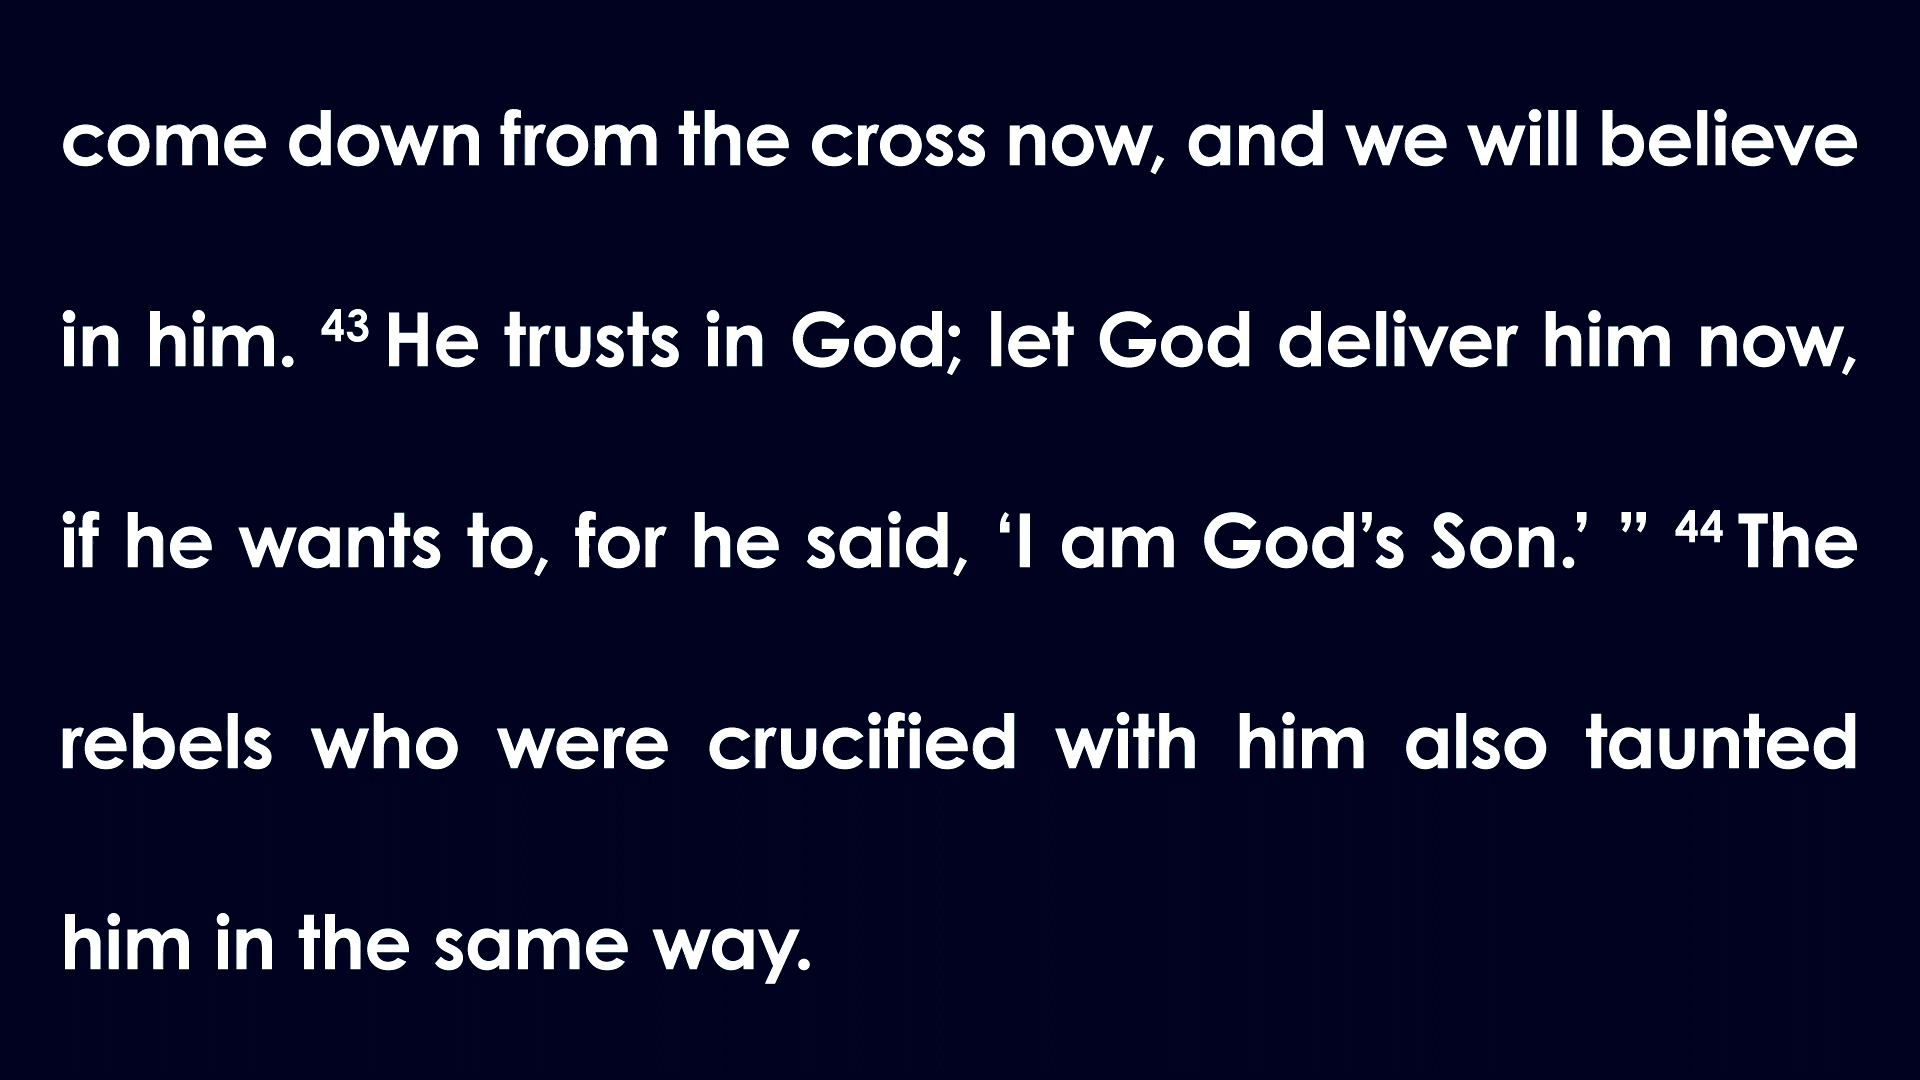 come down from the cross now, and we will believe
in him. 43 He trusts in God; let God deliver him now,
if he wants to, for he said, ‘I am God’s Son.’ ” 44 The
rebels who were crucified with him also taunted
him in the same way.